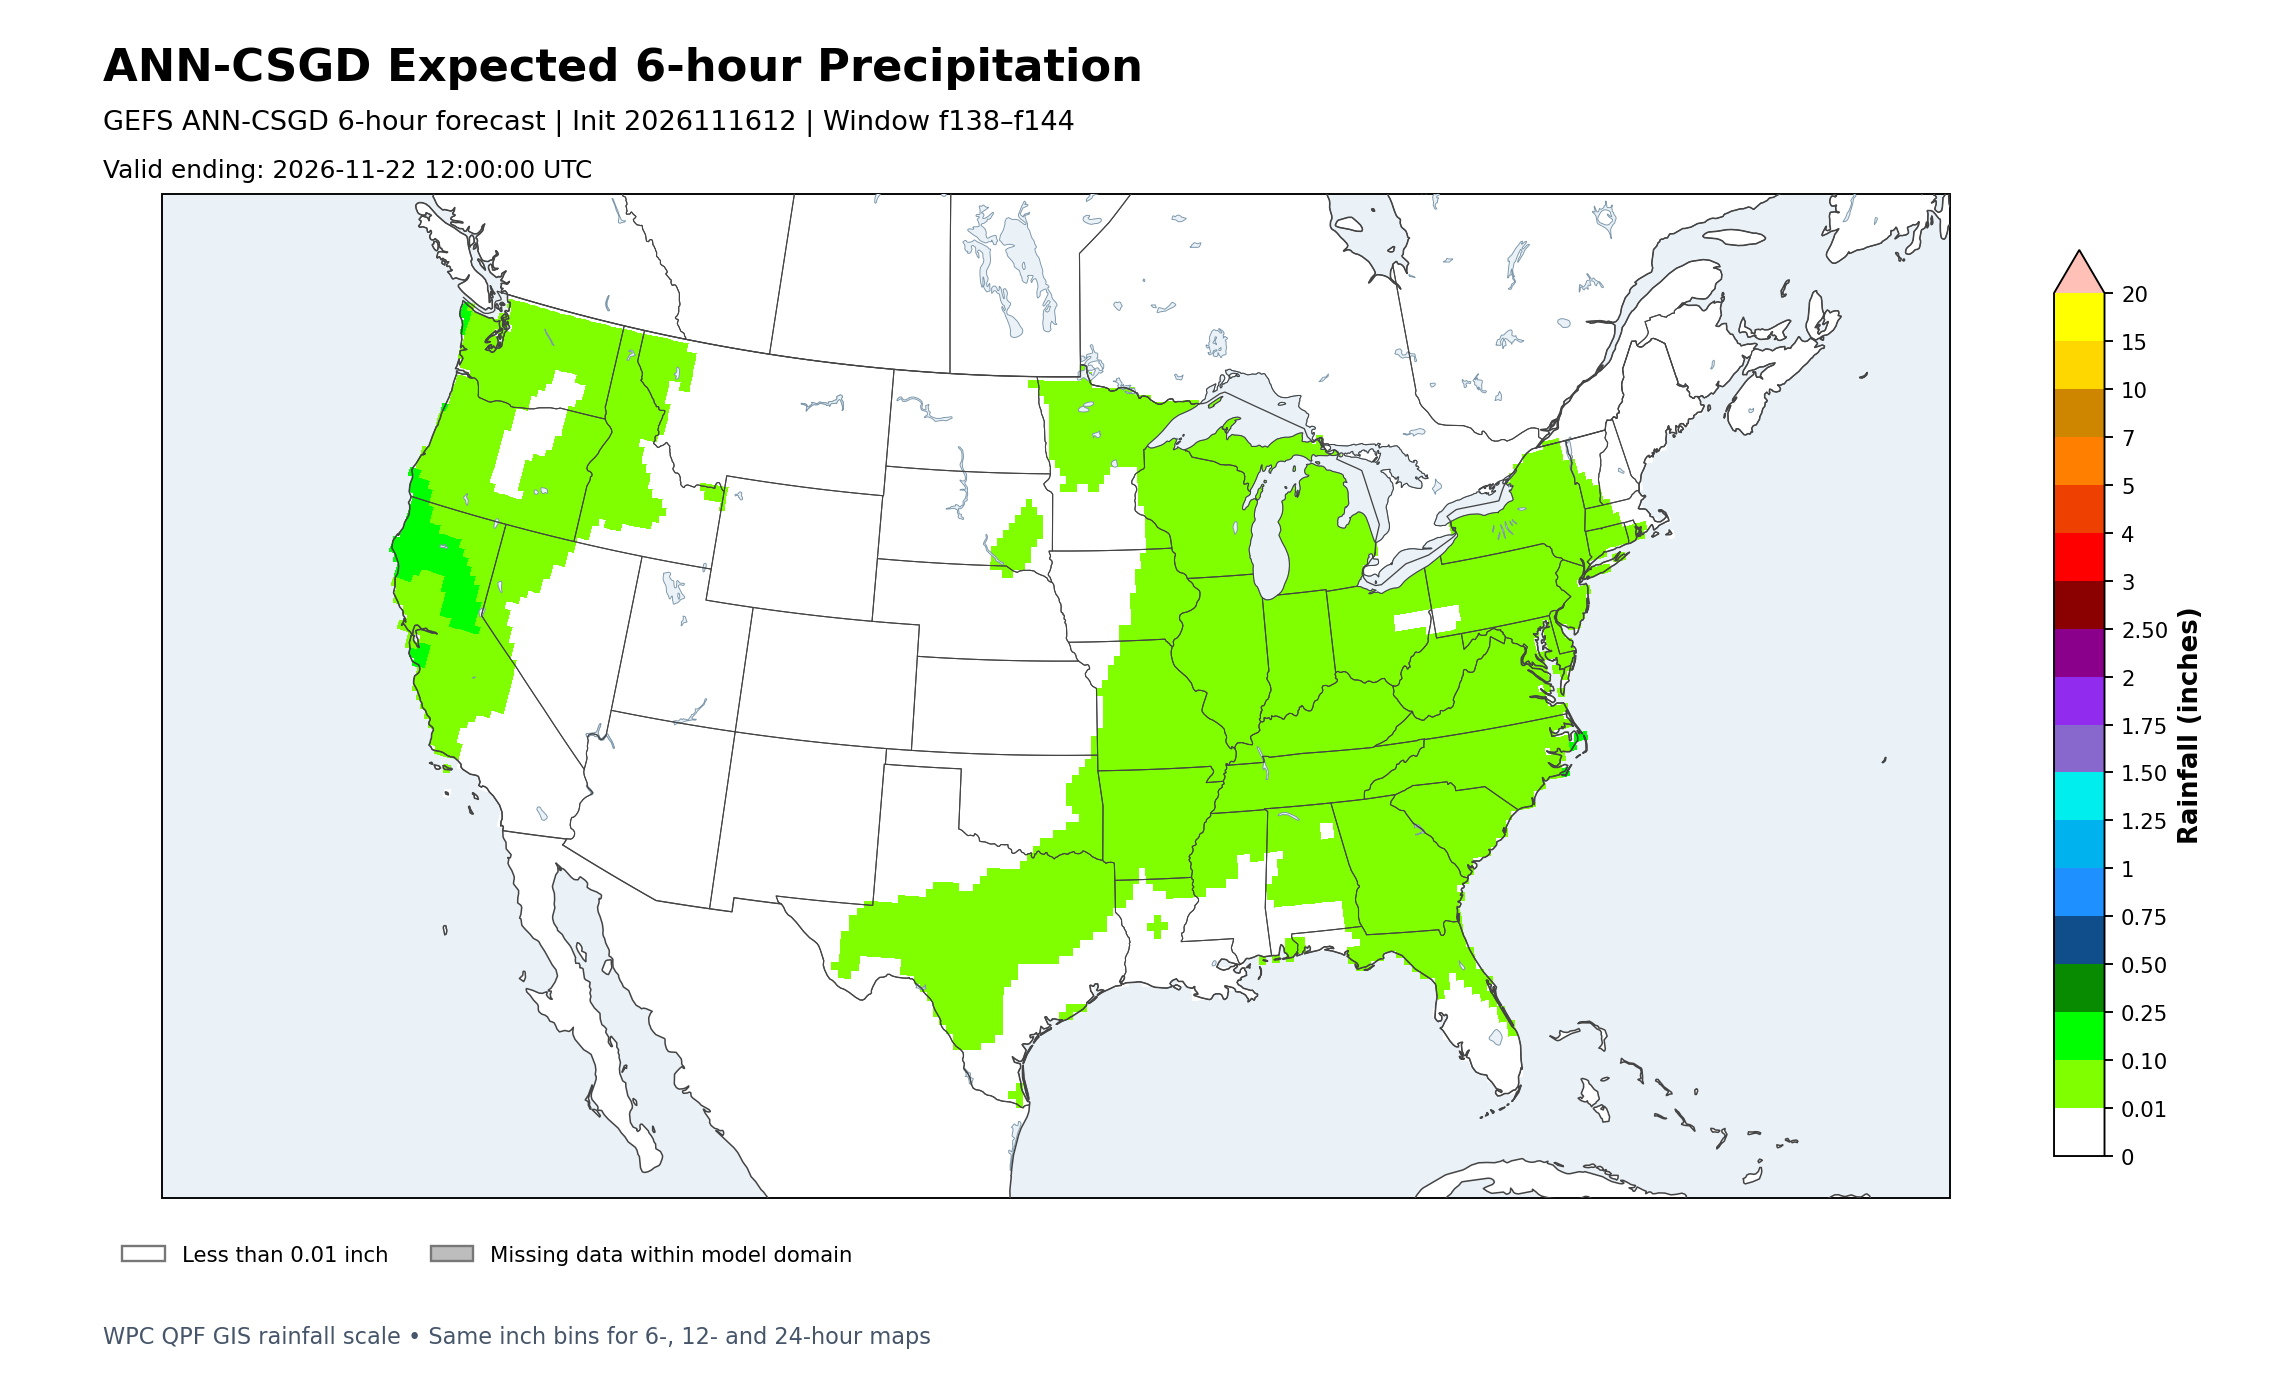 ANN-CSGD Expected 6-hour Precipitation
GEFS ANN-CSGD 6-hour forecast | Init 2026111612 | Window f138–f144
Valid ending: 2026-11-22 12:00:00 UTC
20
15
10
7
5
4
3
2.50
2
1.75
1.50
1.25
1
0.75
0.50
0.25
0.10
0.01
0
Rainfall (inches)
Less than 0.01 inch
Missing data within model domain
WPC QPF GIS rainfall scale • Same inch bins for 6-, 12- and 24-hour maps